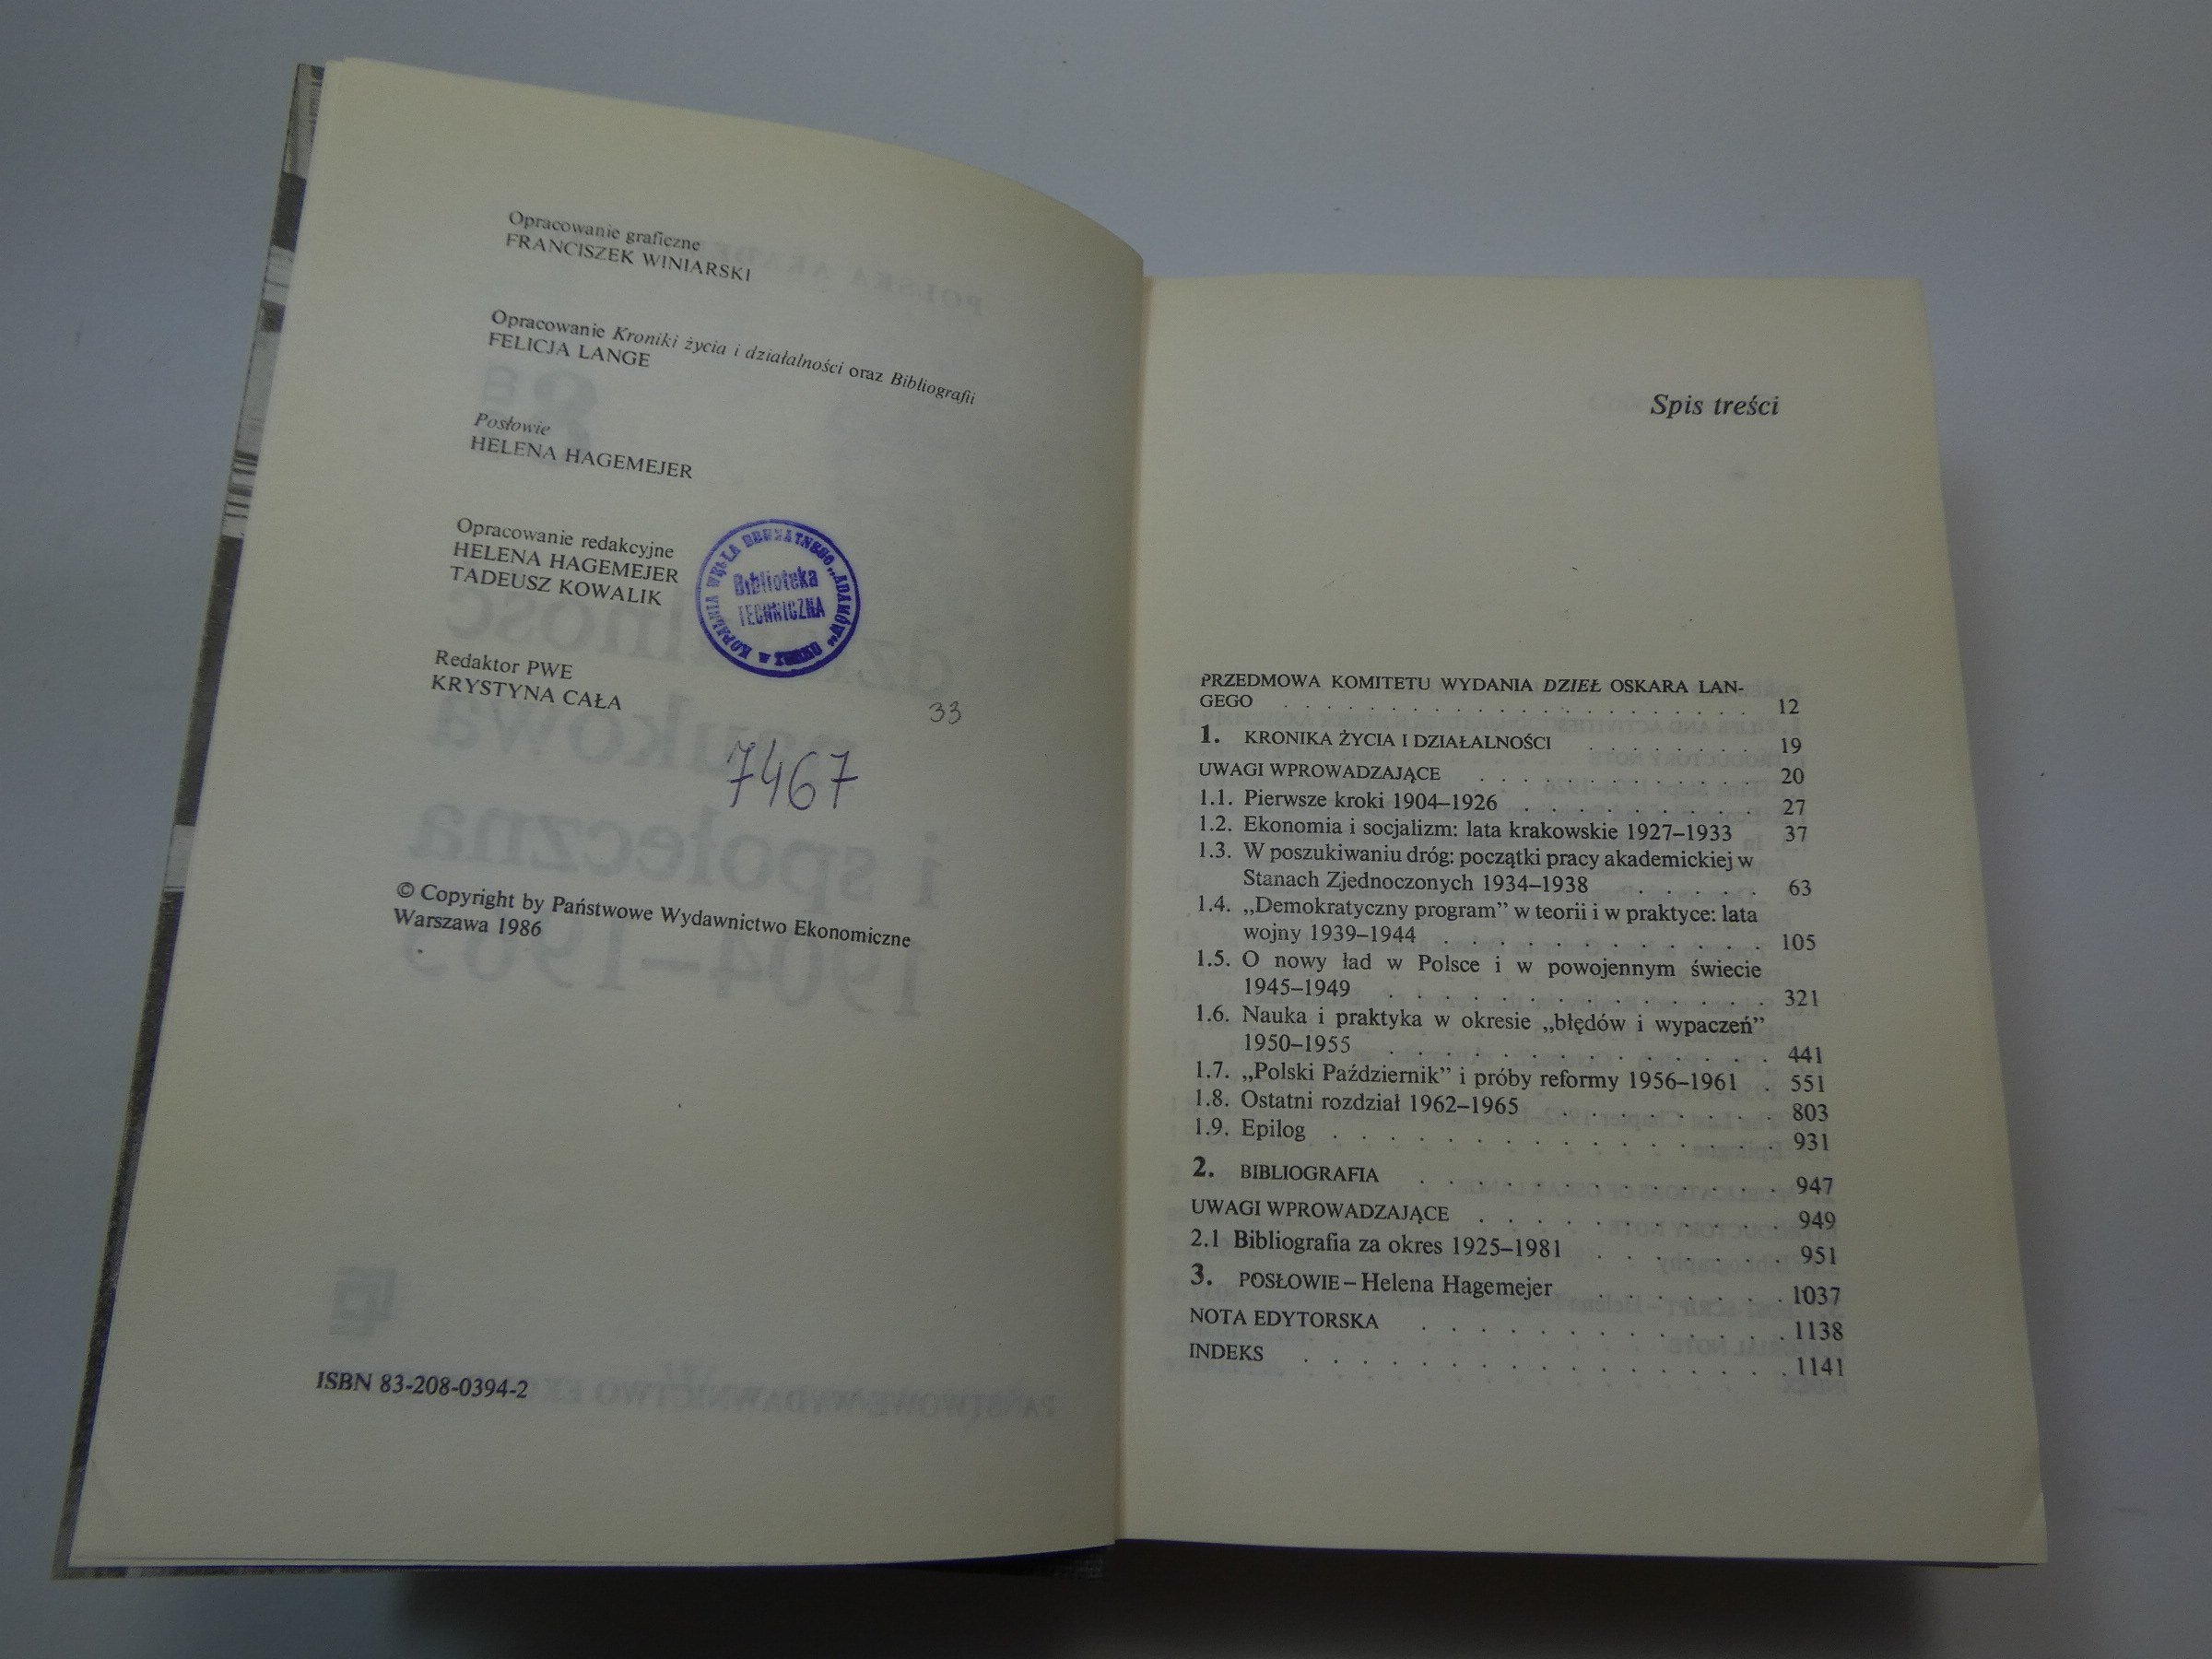 Opracowanie graficzne
FRANCISZEK WINIARSKI
Opracowanie Kroniki życia i działalności oraz Bibliografii
FELICJA LANGE
Posłowie
HELENA HAGEMEJER
Opracowanie redakcyjne
HELENA HAGEMEJER
TADEUSZ KOWALIK
KOPALNIA WĘGLA BRUNATNEGO „ADAMÓW" w TURKU
Biblioteka
TECHNICZNA
Redaktor PWE
KRYSTYNA CAŁA
33
7467
© Copyright by Państwowe Wydawnictwo Ekonomiczne
Warszawa 1986
ISBN 83-208-0394-2
Spis treści
PRZEDMOWA KOMITETU WYDANIA DZIEŁ OSKARA LAN-
GEGO . . . . . . . . . . . . . . . . . 12
1. KRONIKA ŻYCIA I DZIAŁALNOŚCI . . . . . . . 19
UWAGI WPROWADZAJĄCE . . . . . . . . . . 20
1.1. Pierwsze kroki 1904–1926 . . . . . . . . 27
1.2. Ekonomia i socjalizm: lata krakowskie 1927–1933 37
1.3. W poszukiwaniu dróg: początki pracy akademickiej w
Stanach Zjednoczonych 1934–1938 . . . . . 63
1.4. „Demokratyczny program” w teorii i w praktyce: lata
wojny 1939–1944 . . . . . . . . . . . . 105
1.5. O nowy ład w Polsce i w powojennym świecie
1945–1949 . . . . . . . . . . . . . . 321
1.6. Nauka i praktyka w okresie „błędów i wypaczeń”
1950–1955 . . . . . . . . . . . . . . 441
1.7. „Polski Październik” i próby reformy 1956–1961 . 551
1.8. Ostatni rozdział 1962–1965 . . . . . . . . 803
1.9. Epilog . . . . . . . . . . . . . . . . 931
2. BIBLIOGRAFIA . . . . . . . . . . . . . 947
UWAGI WPROWADZAJĄCE . . . . . . . . . . . 949
2.1 Bibliografia za okres 1925–1981 . . . . . . 951
3. POSŁOWIE – Helena Hagemejer . . . . . . . 1037
NOTA EDYTORSKA . . . . . . . . . . . . . 1138
INDEKS . . . . . . . . . . . . . . . . . 1141